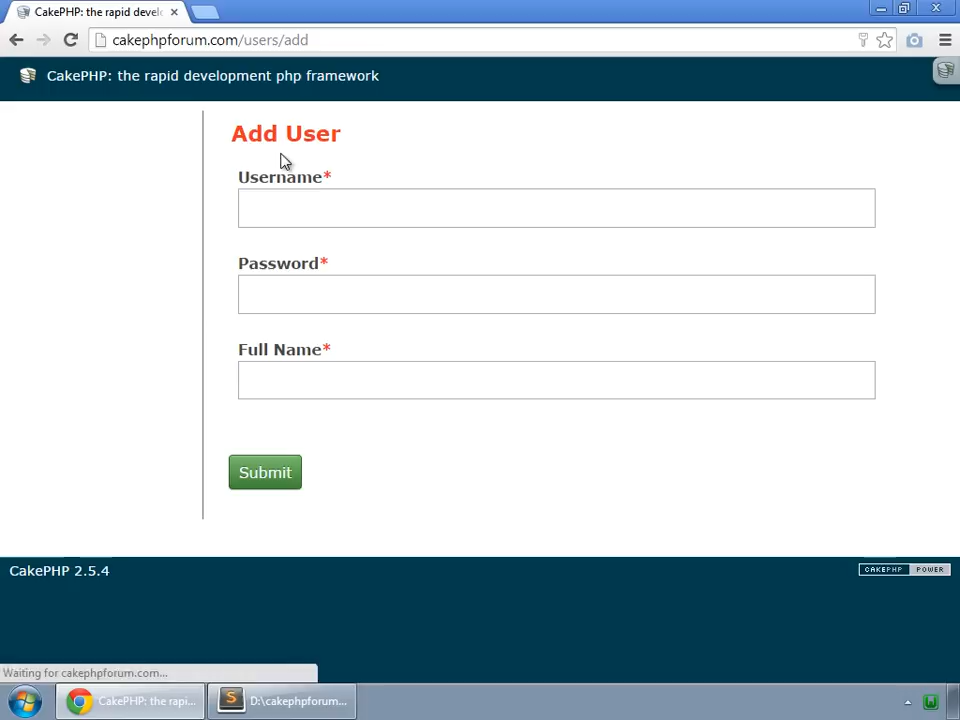 CakePHP: the rapid develo
cakephpforum.com/users/add
CakePHP: the rapid development php framework
Add User
Username*
Password*
Full Name*
Submit
CakePHP 2.5.4
CAKEPHP POWER
Waiting for cakephpforum.com...
CakePHP: the rapi...
D:\cakephpforum...